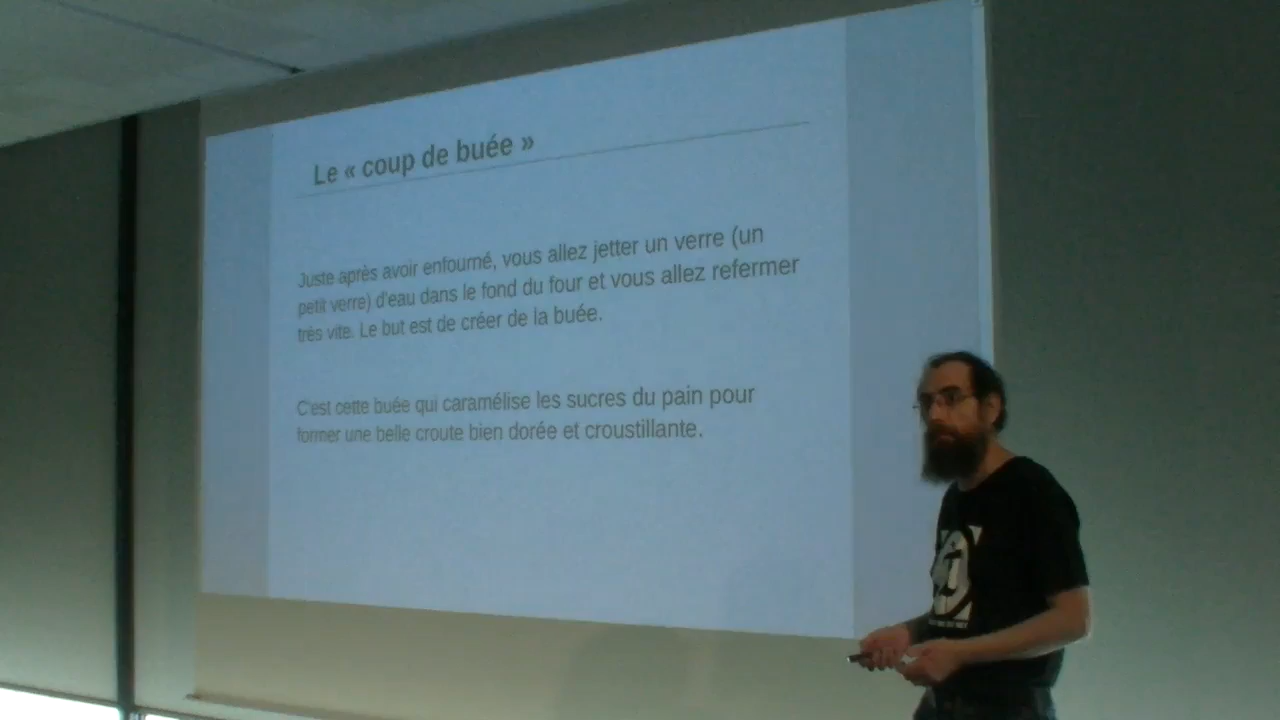 Le « coup de buée »
Juste après avoir enfourné, vous allez jetter un verre (un
petit verre) d'eau dans le fond du four et vous allez refermer
très vite. Le but est de créer de la buée.
C'est cette buée qui caramélise les sucres du pain pour
former une belle croute bien dorée et croustillante.